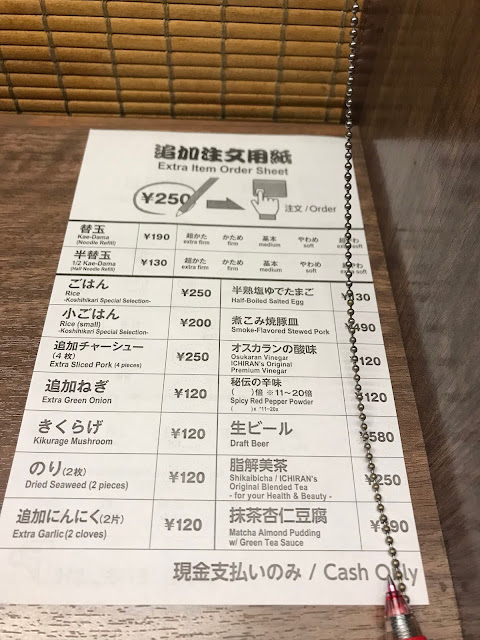 追加注文用紙
Extra Item Order Sheet
¥250
注文 / Order
替玉
Kae-Dama
(Noodle Refill)
¥190
超かた
extra firm
かため
firm
基本
medium
やわめ
soft
半替玉
1/2 Kae-Dama
(Half Noodle Refill)
¥130
超かた
extra firm
かため
firm
基本
medium
やわめ
soft
ごはん
Rice
-Koshihikari Special Selection-
¥250
半熟塩ゆでたまご
Half-Boiled Salted Egg
小ごはん
Rice (small)
-Koshihikari Special Selection-
¥200
煮こみ焼豚皿
Smoke-Flavored Stewed Pork
追加チャーシュー
(4枚)
Extra Sliced Pork (4 pieces)
¥250
オスカランの酸味
Osukaran Vinegar
ICHIRAN's Original
Premium Vinegar
追加ねぎ
Extra Green Onion
¥120
秘伝の辛味
( )倍 ※11～20倍
Spicy Red Pepper Powder
( )x *11-20x
きくらげ
Kikurage Mushroom
¥120
生ビール
Draft Beer
¥580
のり(2枚)
Dried Seaweed (2 pieces)
¥120
脂解美茶
Shikaibicha / ICHIRAN's
Original Blended Tea
- for your Health & Beauty -
¥250
追加にんにく(2片)
Extra Garlic(2 cloves)
¥120
抹茶杏仁豆腐
Matcha Almond Pudding
w/ Green Tea Sauce
現金支払いのみ / Cash Only